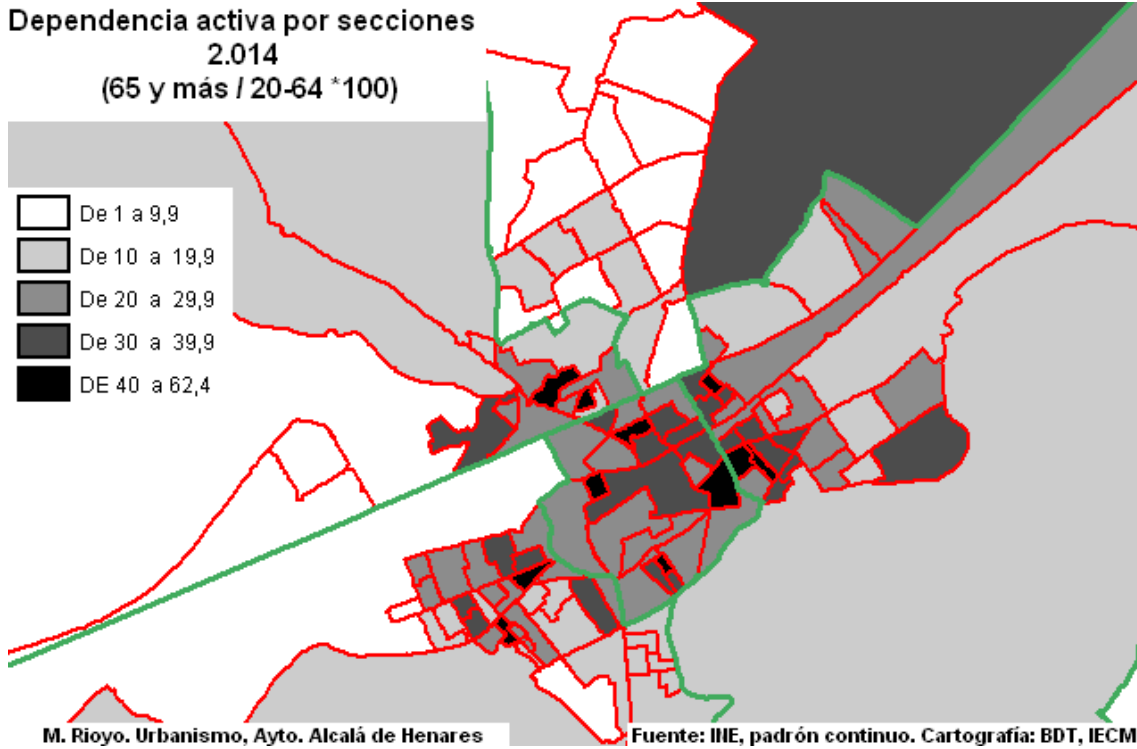 Dependencia activa por secciones
2.014
(65 y más / 20-64 *100)
De 1 a 9,9
De 10 a 19,9
De 20 a 29,9
De 30 a 39,9
DE 40 a 62,4
M. Rioyo. Urbanismo, Ayto. Alcalá de Henares
Fuente: INE, padrón continuo. Cartografía: BDT, IECM